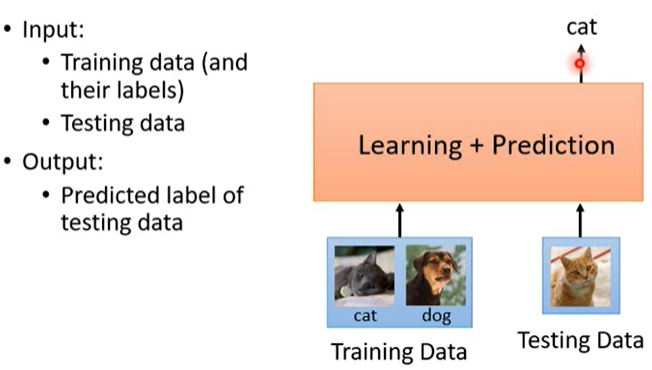 • Input:
• Training data (and
their labels)
• Testing data
• Output:
• Predicted label of
testing data
cat
Learning + Prediction
cat
dog
Training Data
Testing Data